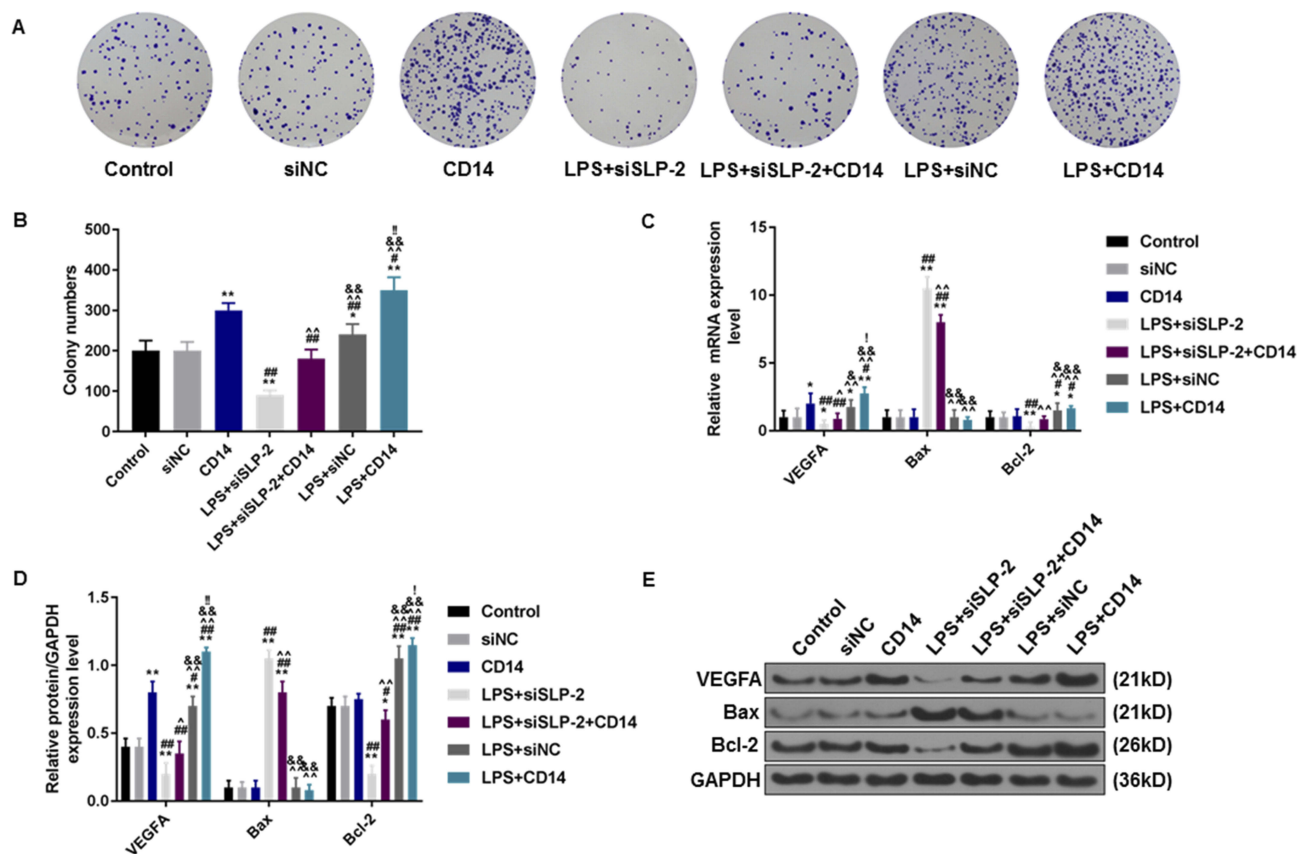 A
Control
siNC
CD14
LPS+siSLP-2
LPS+siSLP-2+CD14
LPS+siNC
LPS+CD14
B
Colony numbers
500
400
300
200
100
0
**
##
**
^^
##
&&
^^
##
*
!!
&&
^^
#
**
Control
siNC
CD14
LPS+siSLP-2
LPS+siSLP-2+CD14
LPS+siNC
LPS+CD14
C
Relative mRNA expression
level
15
10
5
0
*
##
*
^
##
&
^^
*
!
&&
^^
#
**
##
**
^^
##
**
&&
^^
&&
^^
##
**
^^
&
^^
#
*
&&
^^
#
*
VEGFA
Bax
Bcl-2
Control
siNC
CD14
LPS+siSLP-2
LPS+siSLP-2+CD14
LPS+siNC
LPS+CD14
D
Relative protein/GAPDH
expression level
1.5
1.0
0.5
0.0
**
##
**
^
##
&&
^^
#
**
!!
&&
^^
##
**
##
**
^^
##
**
&&
^^
&&
^^
##
**
^^
#
*
&&
^^
##
**
!
&&
^^
##
**
VEGFA
Bax
Bcl-2
Control
siNC
CD14
LPS+siSLP-2
LPS+siSLP-2+CD14
LPS+siNC
LPS+CD14
E
Control
siNC
CD14
LPS+siSLP-2
LPS+siSLP-2+CD14
LPS+siNC
LPS+CD14
VEGFA (21kD)
Bax (21kD)
Bcl-2 (26kD)
GAPDH (36kD)